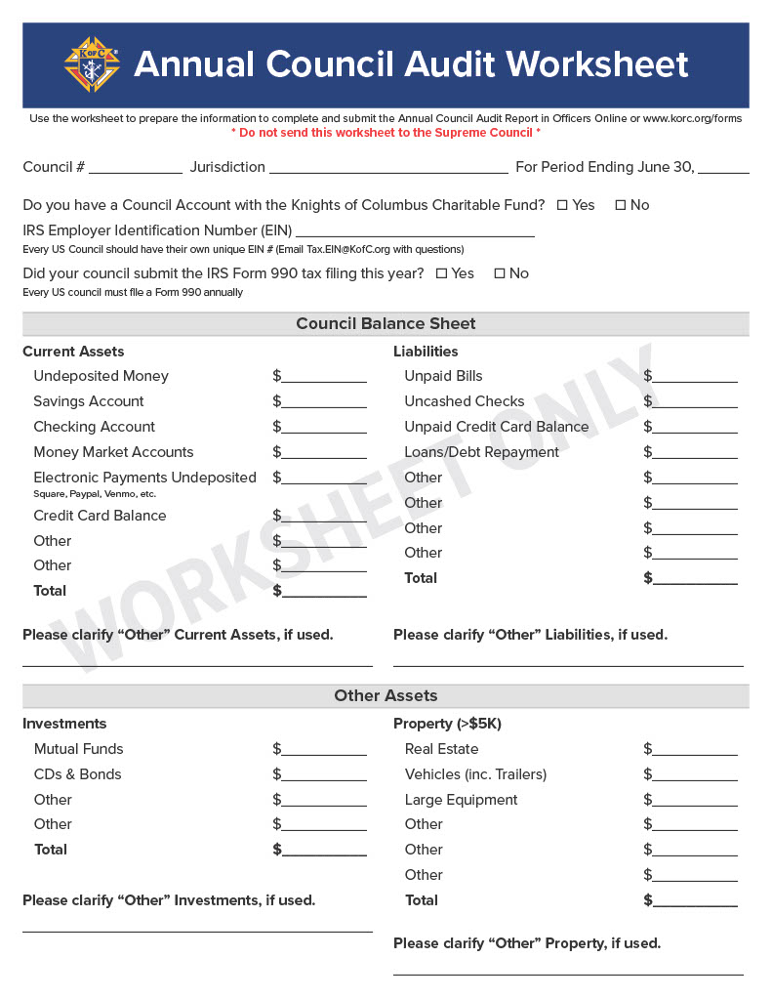 K OF C ®
Annual Council Audit Worksheet
Use the worksheet to prepare the information to complete and submit the Annual Council Audit Report in Officers Online or www.korc.org/forms
* Do not send this worksheet to the Supreme Council *
Council # ___________ Jurisdiction ____________________________ For Period Ending June 30, ______
Do you have a Council Account with the Knights of Columbus Charitable Fund? ☐ Yes ☐ No
IRS Employer Identification Number (EIN) ____________________________
Every US Council should have their own unique EIN # (Email Tax.EIN@KofC.org with questions)
Did your council submit the IRS Form 990 tax filing this year? ☐ Yes ☐ No
Every US council must file a Form 990 annually
Council Balance Sheet
Current Assets
Undeposited Money $__________
Savings Account $__________
Checking Account $__________
Money Market Accounts $__________
Electronic Payments Undeposited $__________
Square, Paypal, Venmo, etc.
Credit Card Balance $__________
Other $__________
Other $__________
Total $__________
Please clarify “Other” Current Assets, if used.
Liabilities
Unpaid Bills $__________
Uncashed Checks $__________
Unpaid Credit Card Balance $__________
Loans/Debt Repayment $__________
Other $__________
Other $__________
Other $__________
Other $__________
Total $__________
Please clarify “Other” Liabilities, if used.
WORKSHEET ONLY
Other Assets
Investments
Mutual Funds $__________
CDs & Bonds $__________
Other $__________
Other $__________
Total $__________
Please clarify “Other” Investments, if used.
Property (>$5K)
Real Estate $__________
Vehicles (inc. Trailers) $__________
Large Equipment $__________
Other $__________
Other $__________
Other $__________
Total $__________
Please clarify “Other” Property, if used.